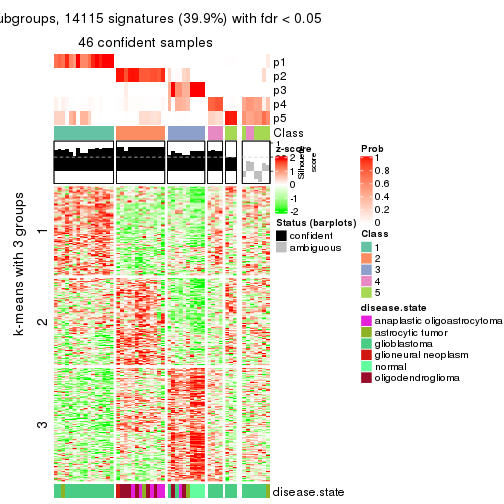 ubgroups, 14115 signatures (39.9%) with fdr < 0.05
46 confident samples
p1
p2
p3
p4
p5
Class
z-score
2
1
0
-1
-2
Silhouette
score
1
Prob
1
0.8
0.6
0.4
0.2
0
Status (barplots)
confident
ambiguous
Class
1
2
3
4
5
disease.state
anaplastic oligoastrocytoma
astrocytic tumor
glioblastoma
glioneural neoplasm
normal
oligodendroglioma
k-means with 3 groups
1
2
3
disease.state